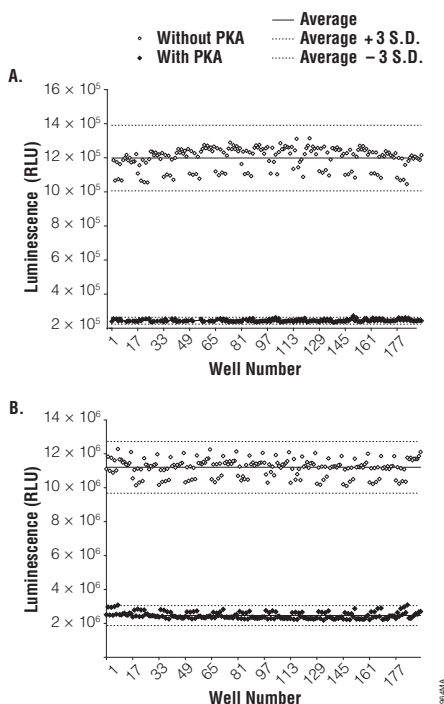 Average
Without PKA
Average + 3 S.D.
With PKA
Average – 3 S.D.
A.
Luminescence (RLU)
16 × 10⁵
14 × 10⁵
12 × 10⁵
10 × 10⁵
8 × 10⁵
6 × 10⁵
4 × 10⁵
2 × 10⁵
1 17 33 49 65 81 97 113 129 145 161 177
Well Number
B.
Luminescence (RLU)
14 × 10⁶
12 × 10⁶
10 × 10⁶
8 × 10⁶
6 × 10⁶
4 × 10⁶
2 × 10⁶
1 17 33 49 65 81 97 113 129 145 161 177
Well Number